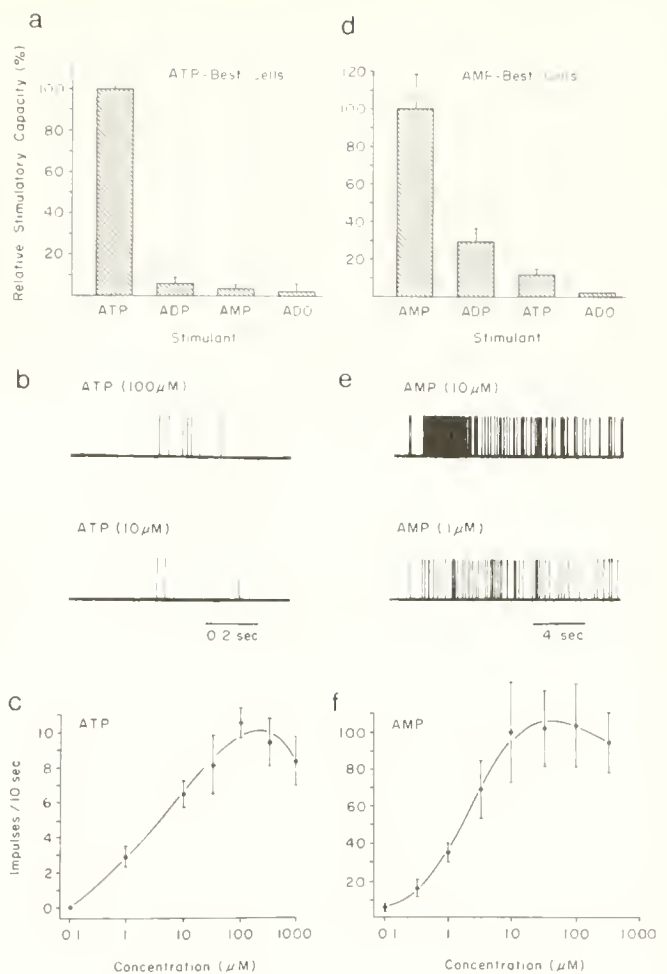 a
d
Relative Stimulatory Capacity (%)
ATP-Best Cells
AMP-Best Cells
100
80
60
40
20
120
100
80
60
40
20
ATP ADP AMP ADO
AMP ADP ATP ADO
Stimulant
Stimulant
b
e
ATP (100μM)
AMP (10μM)
ATP (10μM)
AMP (1μM)
0.2 sec
4 sec
c
f
ATP
AMP
Impulses/10 sec
10
8
6
4
2
0
100
80
60
40
20
0.1 1 10 100 1000
0.1 1 10 100 1000
Concentration (μM)
Concentration (μM)